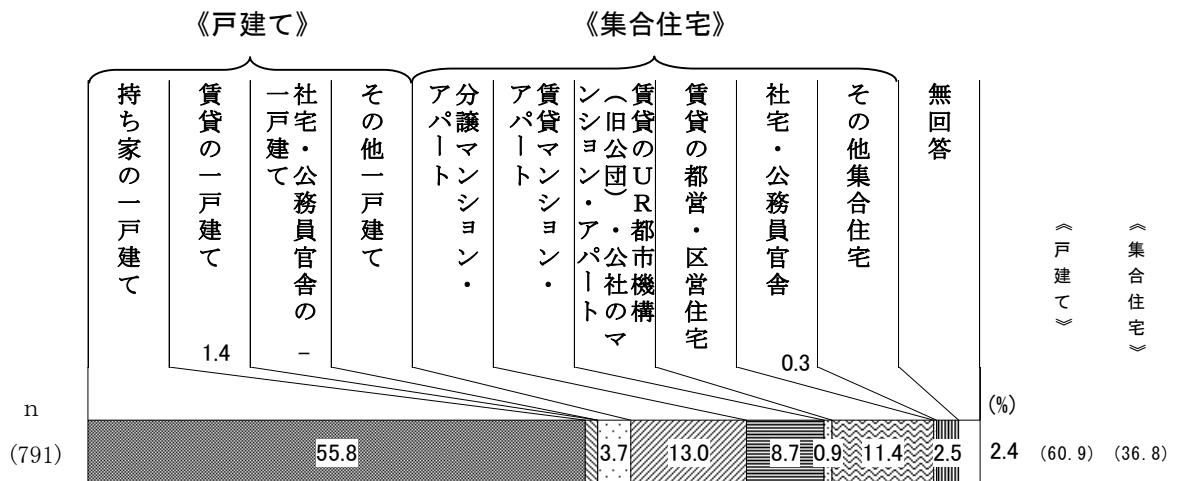 《戸建て》
《集合住宅》
持ち家の一戸建て
賃貸の一戸建て
社宅・公務員官舎の
一戸建て
その他一戸建て
分譲マンション・
アパート
賃貸マンション・
アパート
賃貸のUR都市機構
(旧公団)・公社のマ
ンション・アパート
賃貸の都営・区営住宅
社宅・公務員官舎
その他集合住宅
無回答
《戸建て》
《集合住宅》
1.4
-
0.3
n
(%)
(791)
55.8
3.7
13.0
8.7
0.9
11.4
2.5
2.4
(60.9)
(36.8)